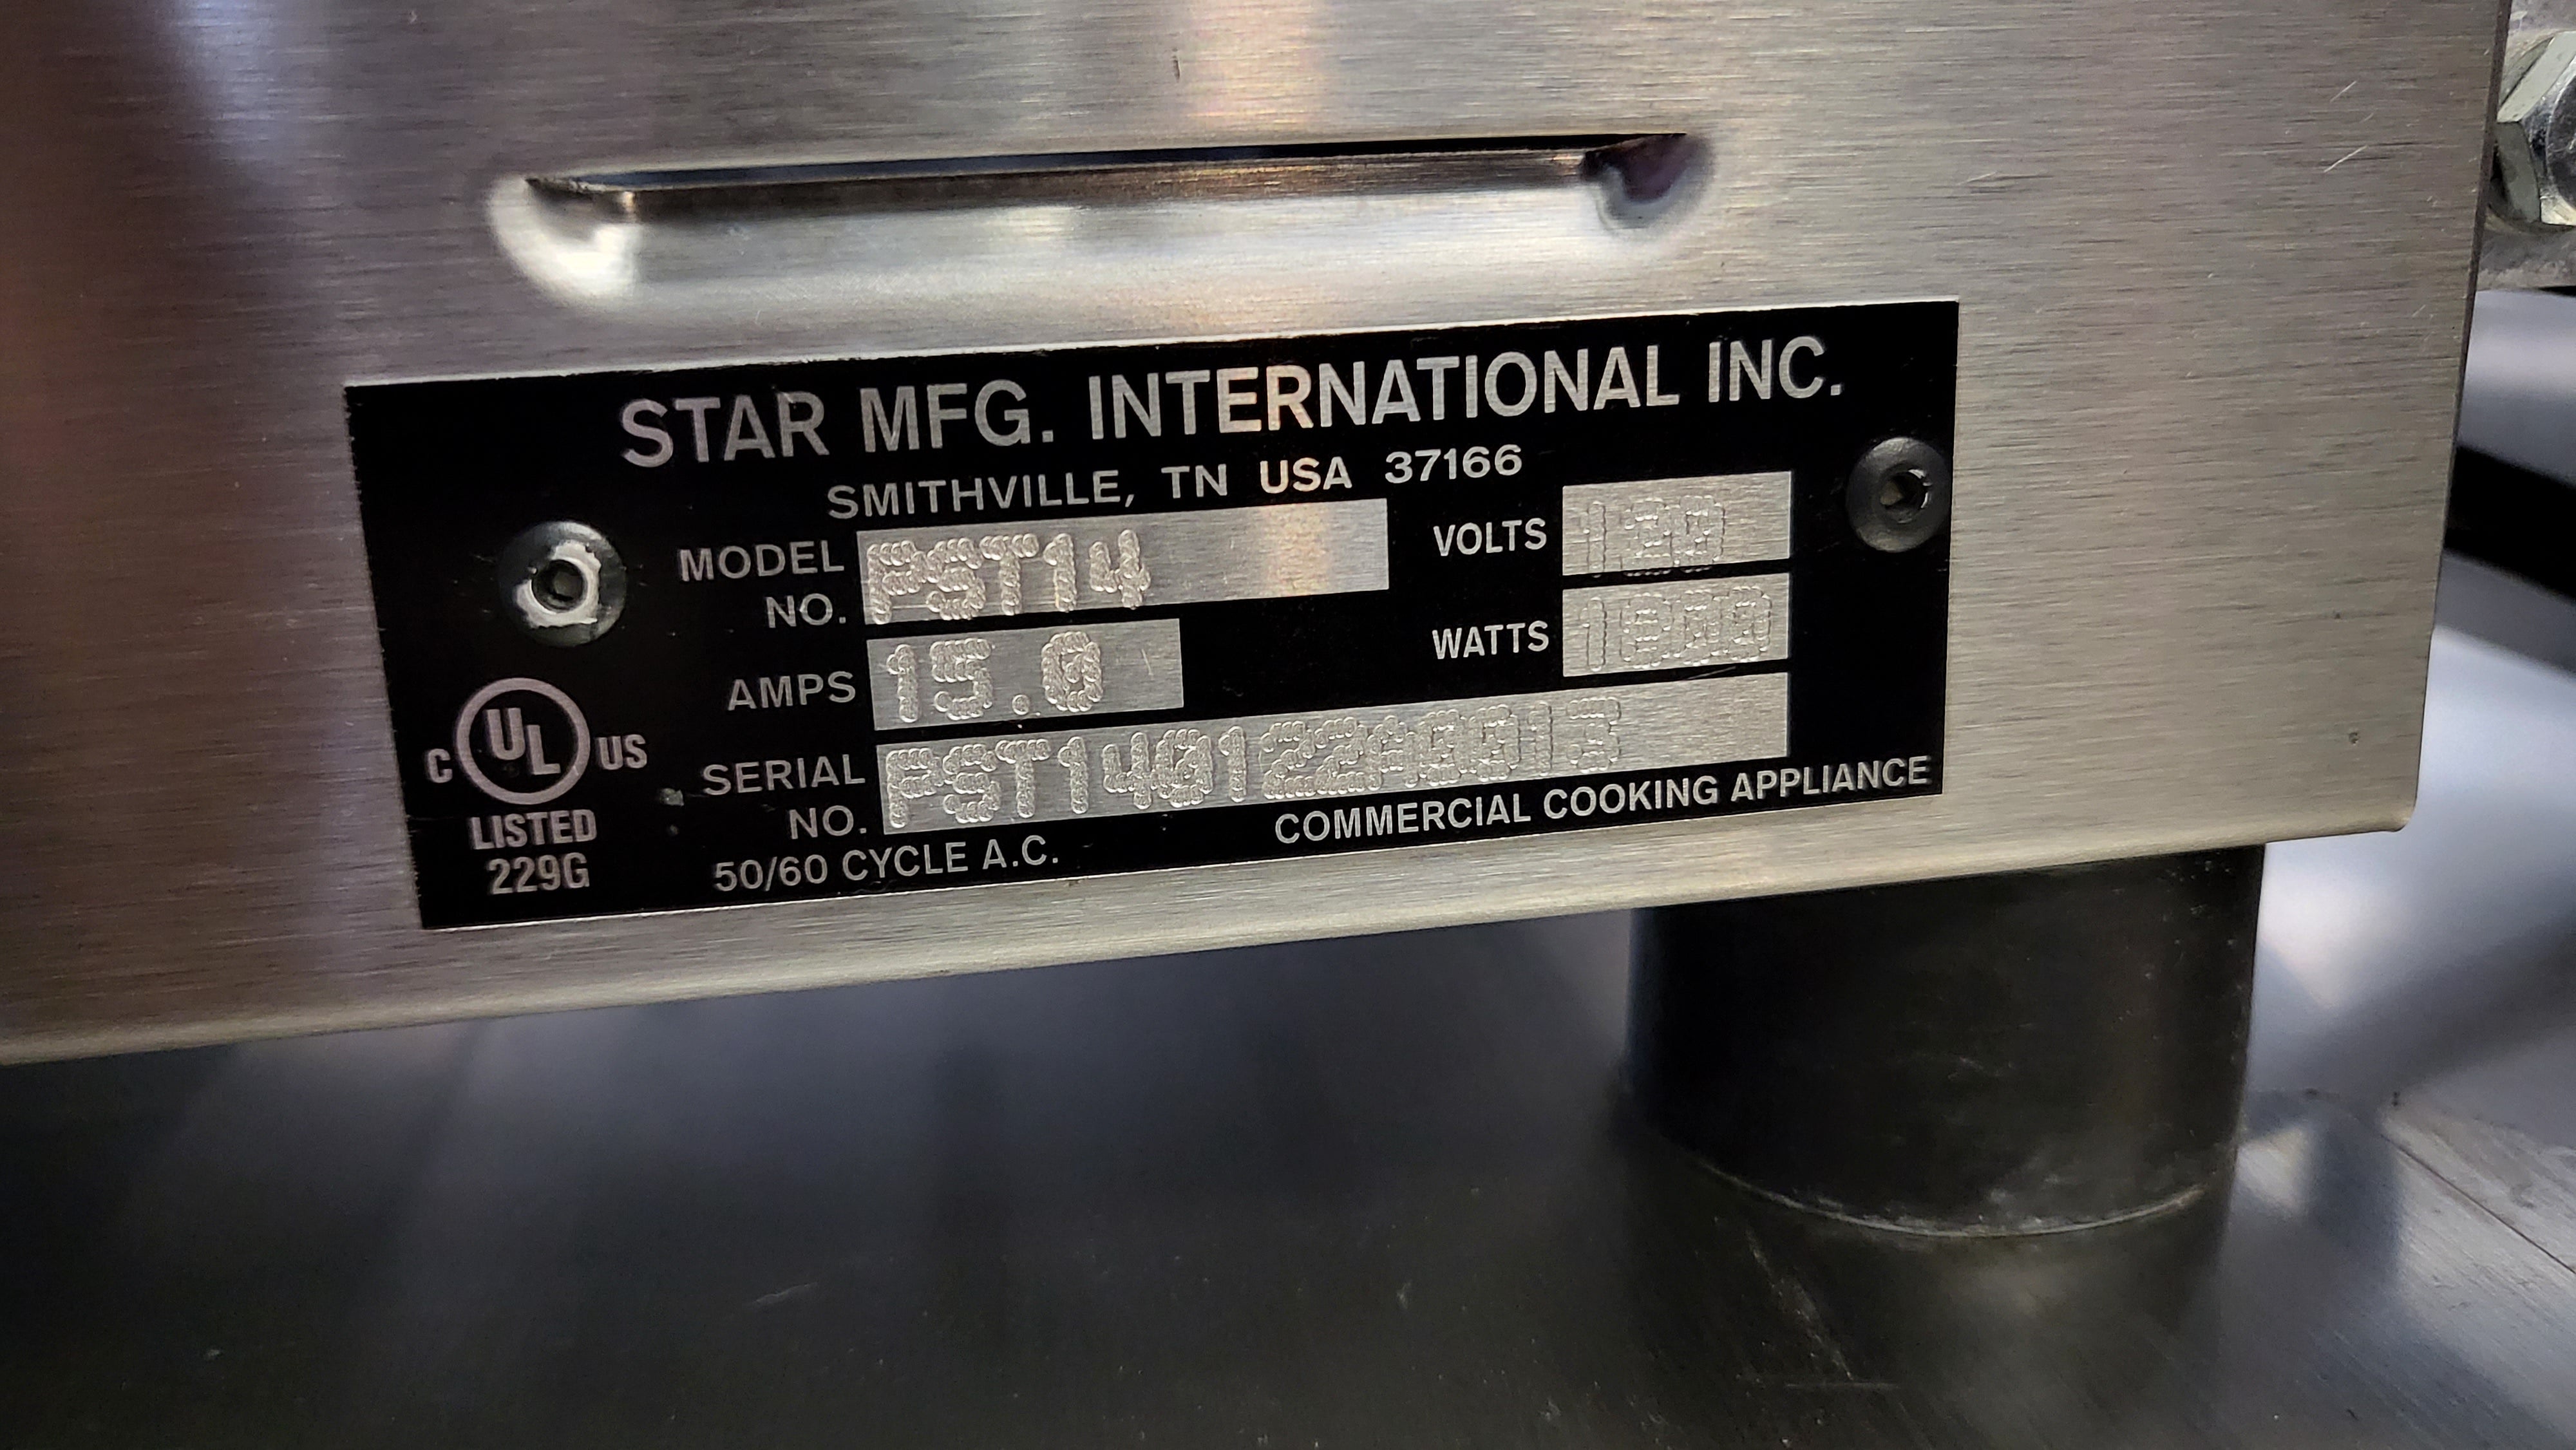 STAR MFG. INTERNATIONAL INC.
SMITHVILLE, TN USA 37166
MODEL NO. PST14
VOLTS 120
AMPS 15.0
WATTS 1800
SERIAL NO. PST140122A0013
C UL US
LISTED
229G
50/60 CYCLE A.C.
COMMERCIAL COOKING APPLIANCE